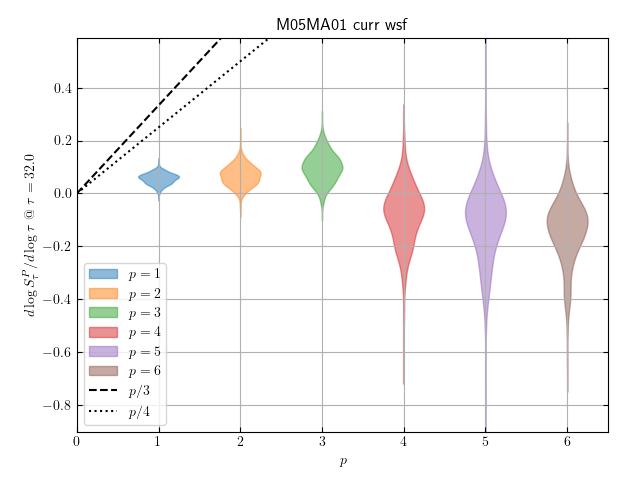 M05MA01 curr wsf
d log S_τ^P / d log τ @ τ = 32.0
0.4
0.2
0.0
−0.2
−0.4
−0.6
−0.8
p = 1
p = 2
p = 3
p = 4
p = 5
p = 6
p/3
p/4
0 1 2 3 4 5 6
p